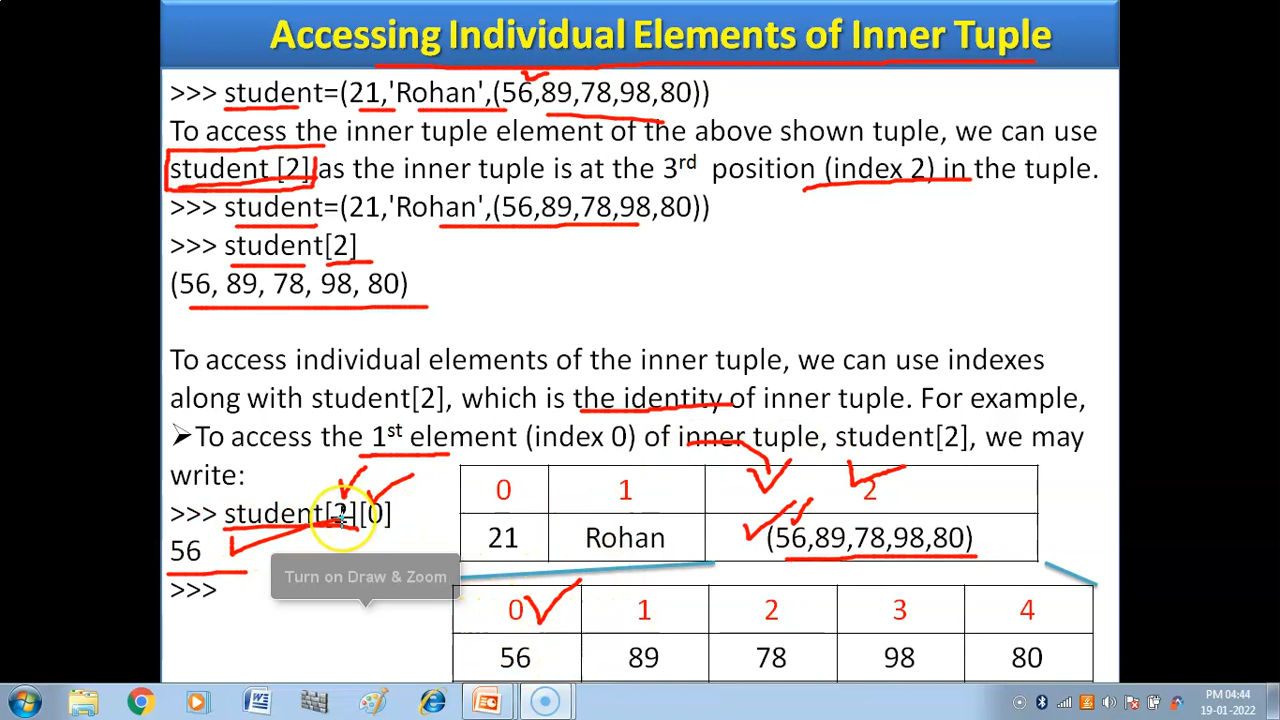 Accessing Individual Elements of Inner Tuple
>>> student=(21,'Rohan',(56,89,78,98,80))
To access the inner tuple element of the above shown tuple, we can use
student [2] as the inner tuple is at the 3rd position (index 2) in the tuple.
>>> student=(21,'Rohan',(56,89,78,98,80))
>>> student[2]
(56, 89, 78, 98, 80)
To access individual elements of the inner tuple, we can use indexes
along with student[2], which is the identity of inner tuple. For example,
➢To access the 1st element (index 0) of inner tuple, student[2], we may
write:
>>> student[2][0]
56
>>>
0 1 2
21 Rohan (56,89,78,98,80)
Turn on Draw & Zoom
0 1 2 3 4
56 89 78 98 80
PM 04:44
19-01-2022